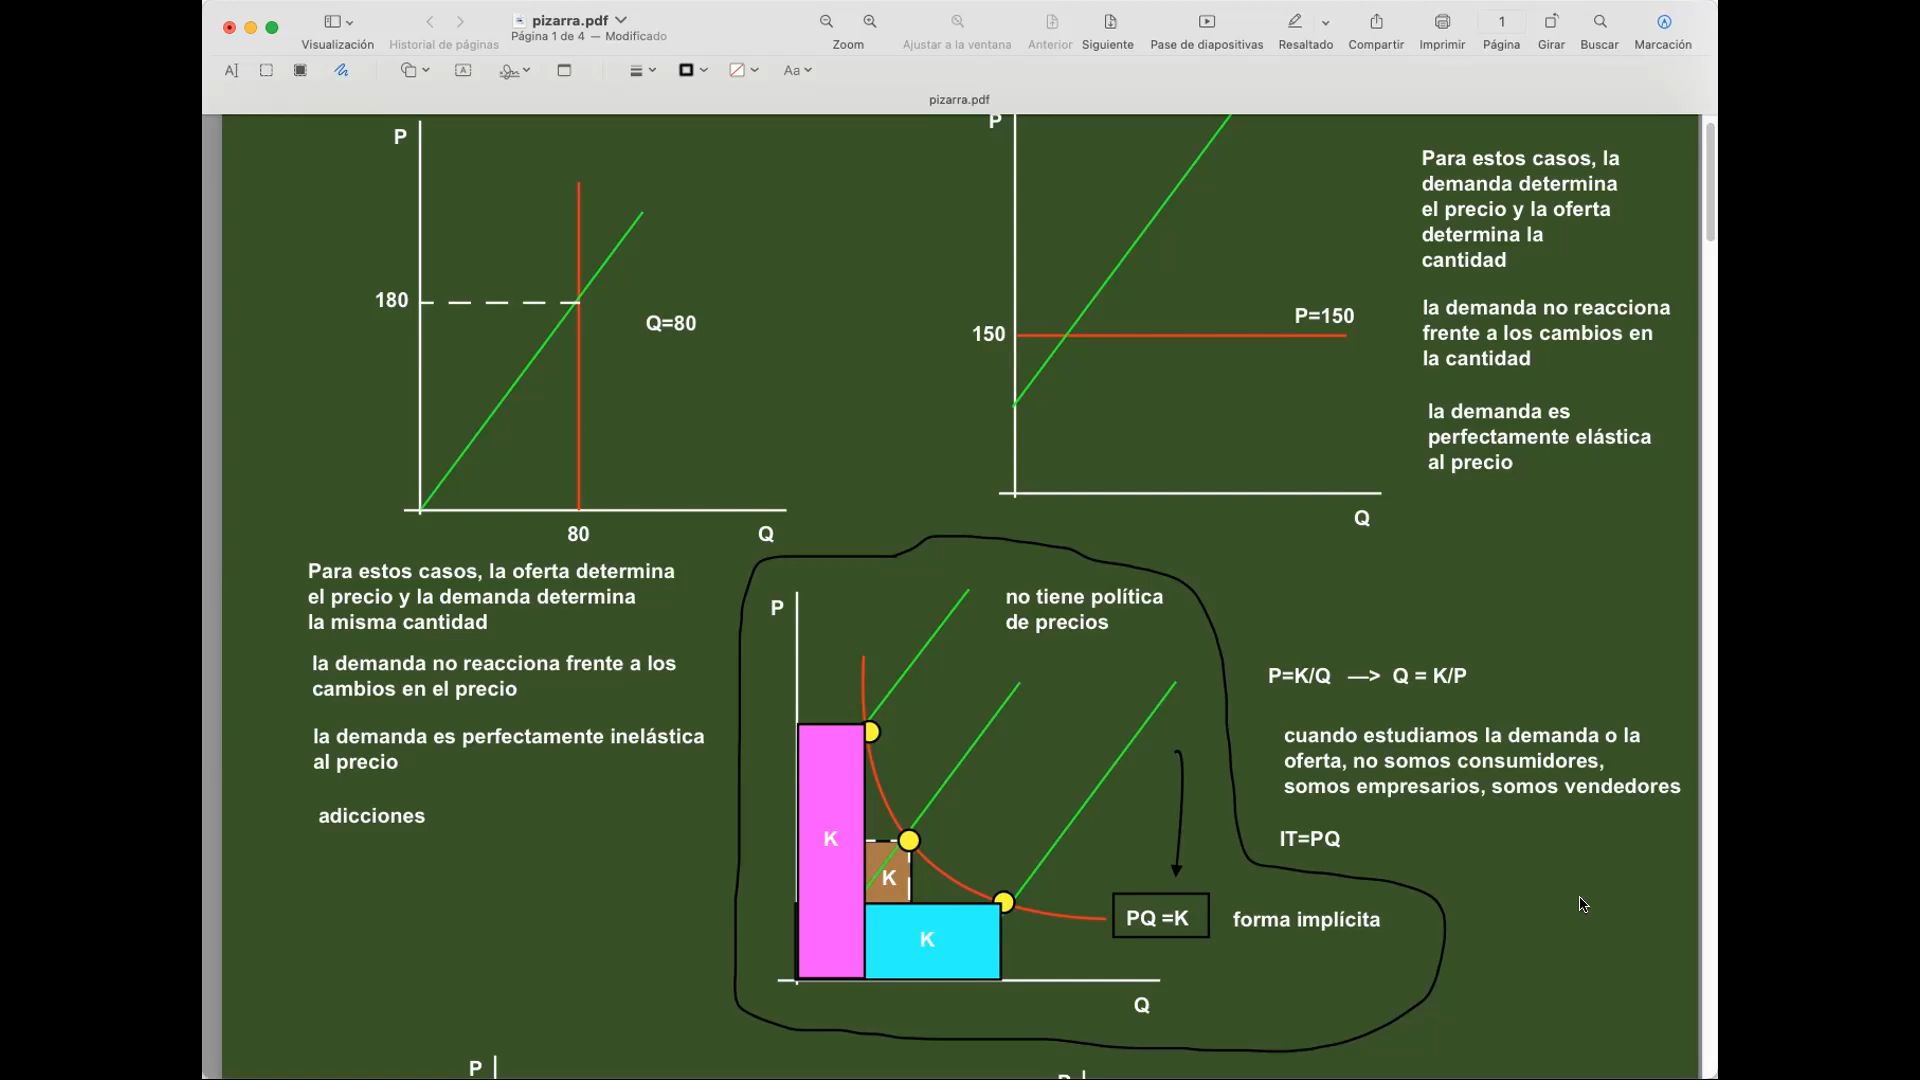 pizarra.pdf
Página 1 de 4 — Modificado
Visualización
Historial de páginas
Zoom
Ajustar a la ventana
Anterior
Siguiente
Pase de diapositivas
Resaltado
Compartir
Imprimir
1
Página
Girar
Buscar
Marcación
Aa
pizarra.pdf
P
180
Q=80
80
Q
Para estos casos, la oferta determina
el precio y la demanda determina
la misma cantidad
la demanda no reacciona frente a los
cambios en el precio
la demanda es perfectamente inelástica
al precio
adicciones
P
150
P=150
Q
Para estos casos, la
demanda determina
el precio y la oferta
determina la
cantidad
la demanda no reacciona
frente a los cambios en
la cantidad
la demanda es
perfectamente elástica
al precio
P
no tiene política
de precios
K
K
K
PQ =K
forma implícita
Q
P=K/Q —> Q = K/P
cuando estudiamos la demanda o la
oferta, no somos consumidores,
somos empresarios, somos vendedores
IT=PQ
P
P